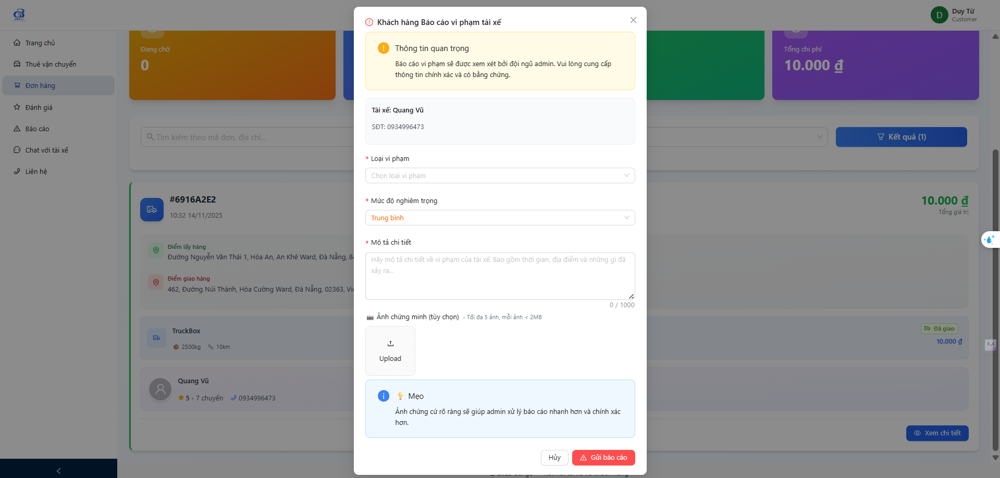 Duy Từ
Customer
Trang chủ
Thuê vận chuyển
Đơn hàng
Đánh giá
Báo cáo
Chat với tài xế
Liên hệ
Đang chờ
0
Tổng chi phí
10.000 ₫
Tìm kiếm theo mã đơn, địa chỉ...
Kết quả (1)
#6916A2E2
10:32 14/11/2025
10.000 ₫
Tổng giá trị
Điểm lấy hàng
Đường Nguyễn Văn Thái 1, Hòa An, An Khê Ward, Đà Nẵng, 84
Điểm giao hàng
462, Đường Núi Thành, Hòa Cường Ward, Đà Nẵng, 02363, Vie
TruckBox
2500kg 10km
Đã giao
10.000 ₫
Quang Vũ
5 • 7 chuyến 0934996473
Xem chi tiết
Khách hàng Báo cáo vi phạm tài xế
Thông tin quan trọng
Báo cáo vi phạm sẽ được xem xét bởi đội ngũ admin. Vui lòng cung cấp
thông tin chính xác và có bằng chứng.
Tài xế: Quang Vũ
SĐT: 0934996473
* Loại vi phạm
Chọn loại vi phạm
* Mức độ nghiêm trọng
Trung bình
* Mô tả chi tiết
Hãy mô tả chi tiết về vi phạm của tài xế. Bao gồm thời gian, địa điểm và những gì đã
xảy ra...
0 / 1000
Ảnh chứng minh (tùy chọn) - Tối đa 5 ảnh, mỗi ảnh < 2MB
Upload
Mẹo
Ảnh chứng cứ rõ ràng sẽ giúp admin xử lý báo cáo nhanh hơn và chính xác
hơn.
Hủy
Gửi báo cáo